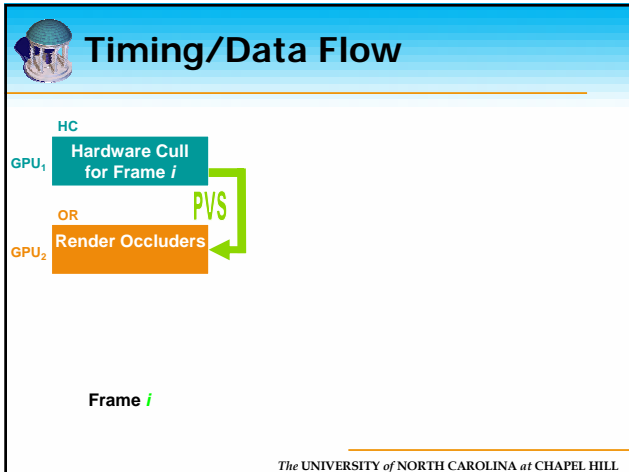 Timing/Data Flow
HC
GPU₁
Hardware Cull
for Frame i
PVS
OR
GPU₂
Render Occluders
Frame i
The UNIVERSITY of NORTH CAROLINA at CHAPEL HILL